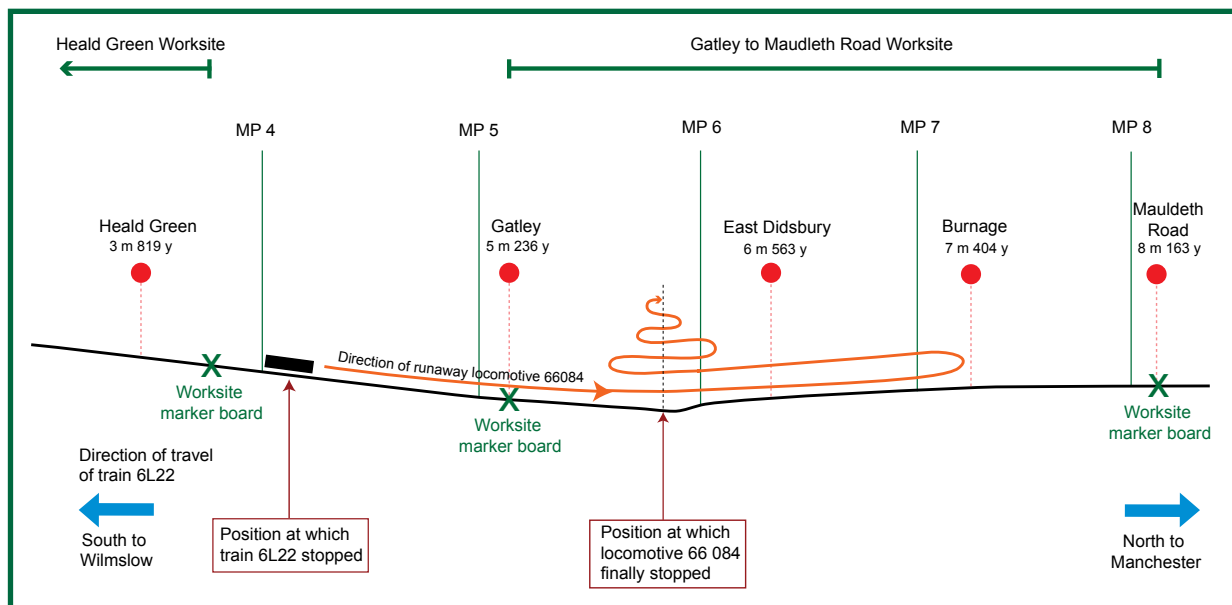 Heald Green Worksite
Gatley to Maudleth Road Worksite
MP 4
MP 5
MP 6
MP 7
MP 8
Heald Green
3 m 819 y
Gatley
5 m 236 y
East Didsbury
6 m 563 y
Burnage
7 m 404 y
Mauldeth
Road
8 m 163 y
Direction of runaway locomotive 66084
Worksite
marker board
Worksite
marker board
Worksite
marker board
Direction of travel
of train 6L22
South to
Wilmslow
Position at which
train 6L22 stopped
Position at which
locomotive 66 084
finally stopped
North to
Manchester